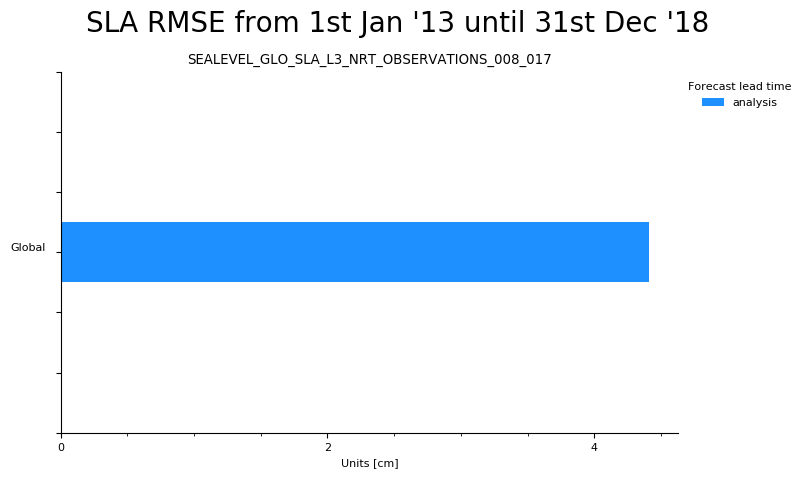 SLA RMSE from 1st Jan '13 until 31st Dec '18
SEALEVEL_GLO_SLA_L3_NRT_OBSERVATIONS_008_017
Forecast lead time
analysis
Global
0 2 4
Units [cm]